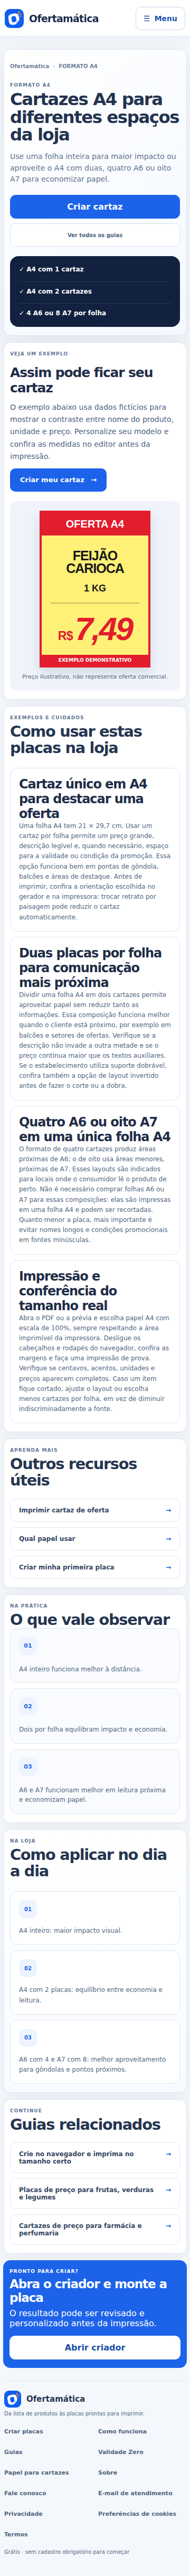 Ofertamática
☰ Menu
Ofertamática › FORMATO A4
FORMATO A4
Cartazes A4 para
diferentes espaços
da loja
Use uma folha inteira para maior impacto ou
aproveite o A4 com duas, quatro A6 ou oito
A7 para economizar papel.
Criar cartaz
Ver todos os guias
✓ A4 com 1 cartaz
✓ A4 com 2 cartazes
✓ 4 A6 ou 8 A7 por folha
VEJA UM EXEMPLO
Assim pode ficar seu
cartaz
O exemplo abaixo usa dados fictícios para
mostrar o contraste entre nome do produto,
unidade e preço. Personalize seu modelo e
confira as medidas no editor antes da
impressão.
Criar meu cartaz →
OFERTA A4
FEIJÃO
CARIOCA
1 KG
R$ 7,49
EXEMPLO DEMONSTRATIVO
Preço ilustrativo, não representa oferta comercial.
EXEMPLOS E CUIDADOS
Como usar estas
placas na loja
Cartaz único em A4
para destacar uma
oferta
Uma folha A4 tem 21 × 29,7 cm. Usar um
cartaz por folha permite um preço grande,
descrição legível e, quando necessário, espaço
para a validade ou condição da promoção. Essa
opção funciona bem em pontas de gôndola,
balcões e áreas de destaque. Antes de
imprimir, confira a orientação escolhida no
gerador e na impressora: trocar retrato por
paisagem pode reduzir o cartaz
automaticamente.
Duas placas por folha
para comunicação
mais próxima
Dividir uma folha A4 em dois cartazes permite
aproveitar papel sem reduzir tanto as
informações. Essa composição funciona melhor
quando o cliente está próximo, por exemplo em
balcões e setores de ofertas. Verifique se a
descrição não invade a outra metade e se o
preço continua maior que os textos auxiliares.
Se o estabelecimento utiliza suporte dobrável,
confira também a opção de layout invertido
antes de fazer o corte ou a dobra.
Quatro A6 ou oito A7
em uma única folha A4
O formato de quatro cartazes produz áreas
próximas de A6; o de oito usa áreas menores,
próximas de A7. Esses layouts são indicados
para locais onde o consumidor lê o produto de
perto. Não é necessário comprar folhas A6 ou
A7 para essas composições: elas são impressas
em uma folha A4 e podem ser recortadas.
Quanto menor a placa, mais importante é
evitar nomes longos e condições promocionais
em fontes minúsculas.
Impressão e
conferência do
tamanho real
Abra o PDF ou a prévia e escolha papel A4 com
escala de 100%, sempre respeitando a área
imprimível da impressora. Desligue os
cabeçalhos e rodapés do navegador, confira as
margens e faça uma impressão de prova.
Verifique se centavos, acentos, unidades e
preços aparecem completos. Caso um item
fique cortado, ajuste o layout ou escolha
menos cartazes por folha, em vez de diminuir
indiscriminadamente a fonte.
APRENDA MAIS
Outros recursos
úteis
Imprimir cartaz de oferta →
Qual papel usar →
Criar minha primeira placa →
NA PRÁTICA
O que vale observar
01
A4 inteiro funciona melhor à distância.
02
Dois por folha equilibram impacto e economia.
03
A6 e A7 funcionam melhor em leitura próxima
e economizam papel.
NA LOJA
Como aplicar no dia
a dia
01
A4 inteiro: maior impacto visual.
02
A4 com 2 placas: equilíbrio entre economia e
leitura.
03
A6 com 4 e A7 com 8: melhor aproveitamento
para gôndolas e pontos próximos.
CONTINUE
Guias relacionados
Crie no navegador e imprima no
tamanho certo →
Placas de preço para frutas, verduras
e legumes →
Cartazes de preço para farmácia e
perfumaria →
PRONTO PARA CRIAR?
Abra o criador e monte a
placa
O resultado pode ser revisado e
personalizado antes da impressão.
Abrir criador
Ofertamática
Da lista de produtos às placas prontas para imprimir.
Criar placas Como funciona
Guias Validade Zero
Papel para cartazes Sobre
Fale conosco E-mail de atendimento
Privacidade Preferências de cookies
Termos
Grátis · sem cadastro obrigatório para começar